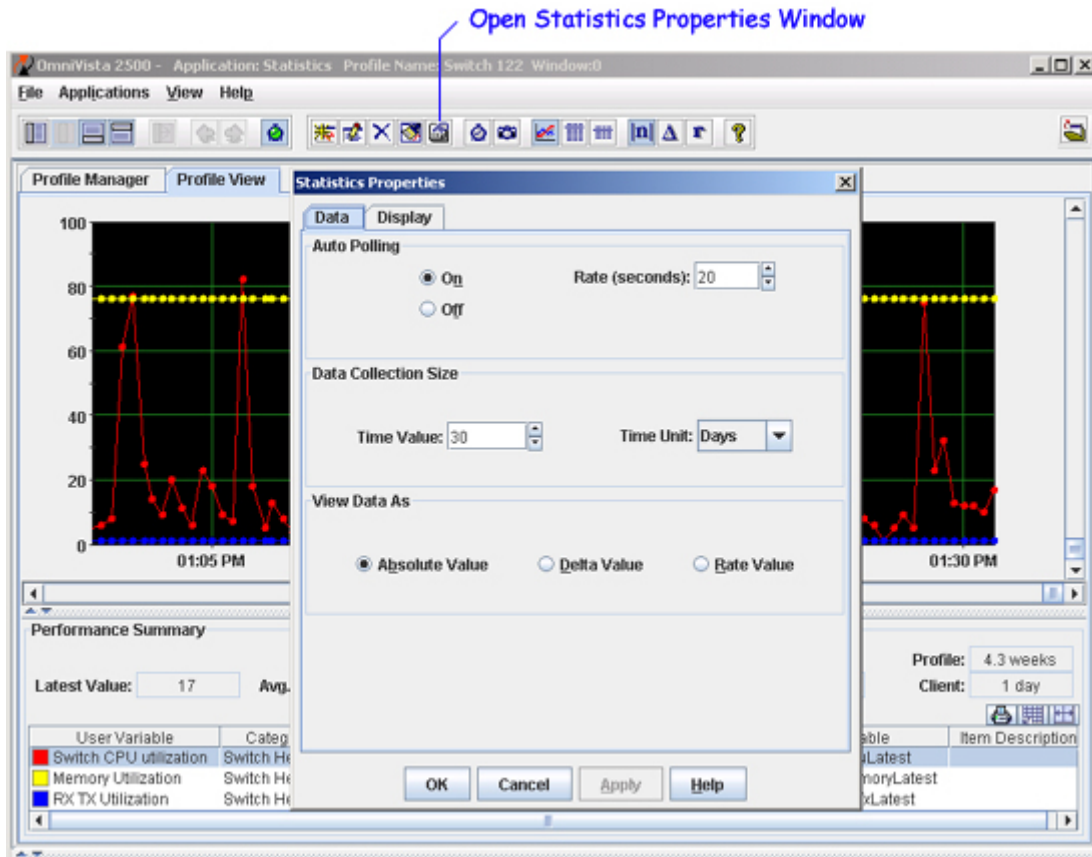 Open Statistics Properties Window
OmniVista 2500 - Application: Statistics Profile Name: Switch 122 Window:0
File Applications View Help
|n| Δ r ?
Profile Manager Profile View
Statistics Properties
Data Display
Auto Polling
On Rate (seconds): 20
Off
Data Collection Size
Time Value: 30 Time Unit: Days
View Data As
Absolute Value Delta Value Rate Value
OK Cancel Apply Help
100
80
60
40
20
0
01:05 PM 01:30 PM
Performance Summary
Profile: 4.3 weeks
Latest Value: 17 Avg. Client: 1 day
User Variable Item Description
Switch CPU utilization Switch
Memory Utilization Switch
RX TX Utilization Switch